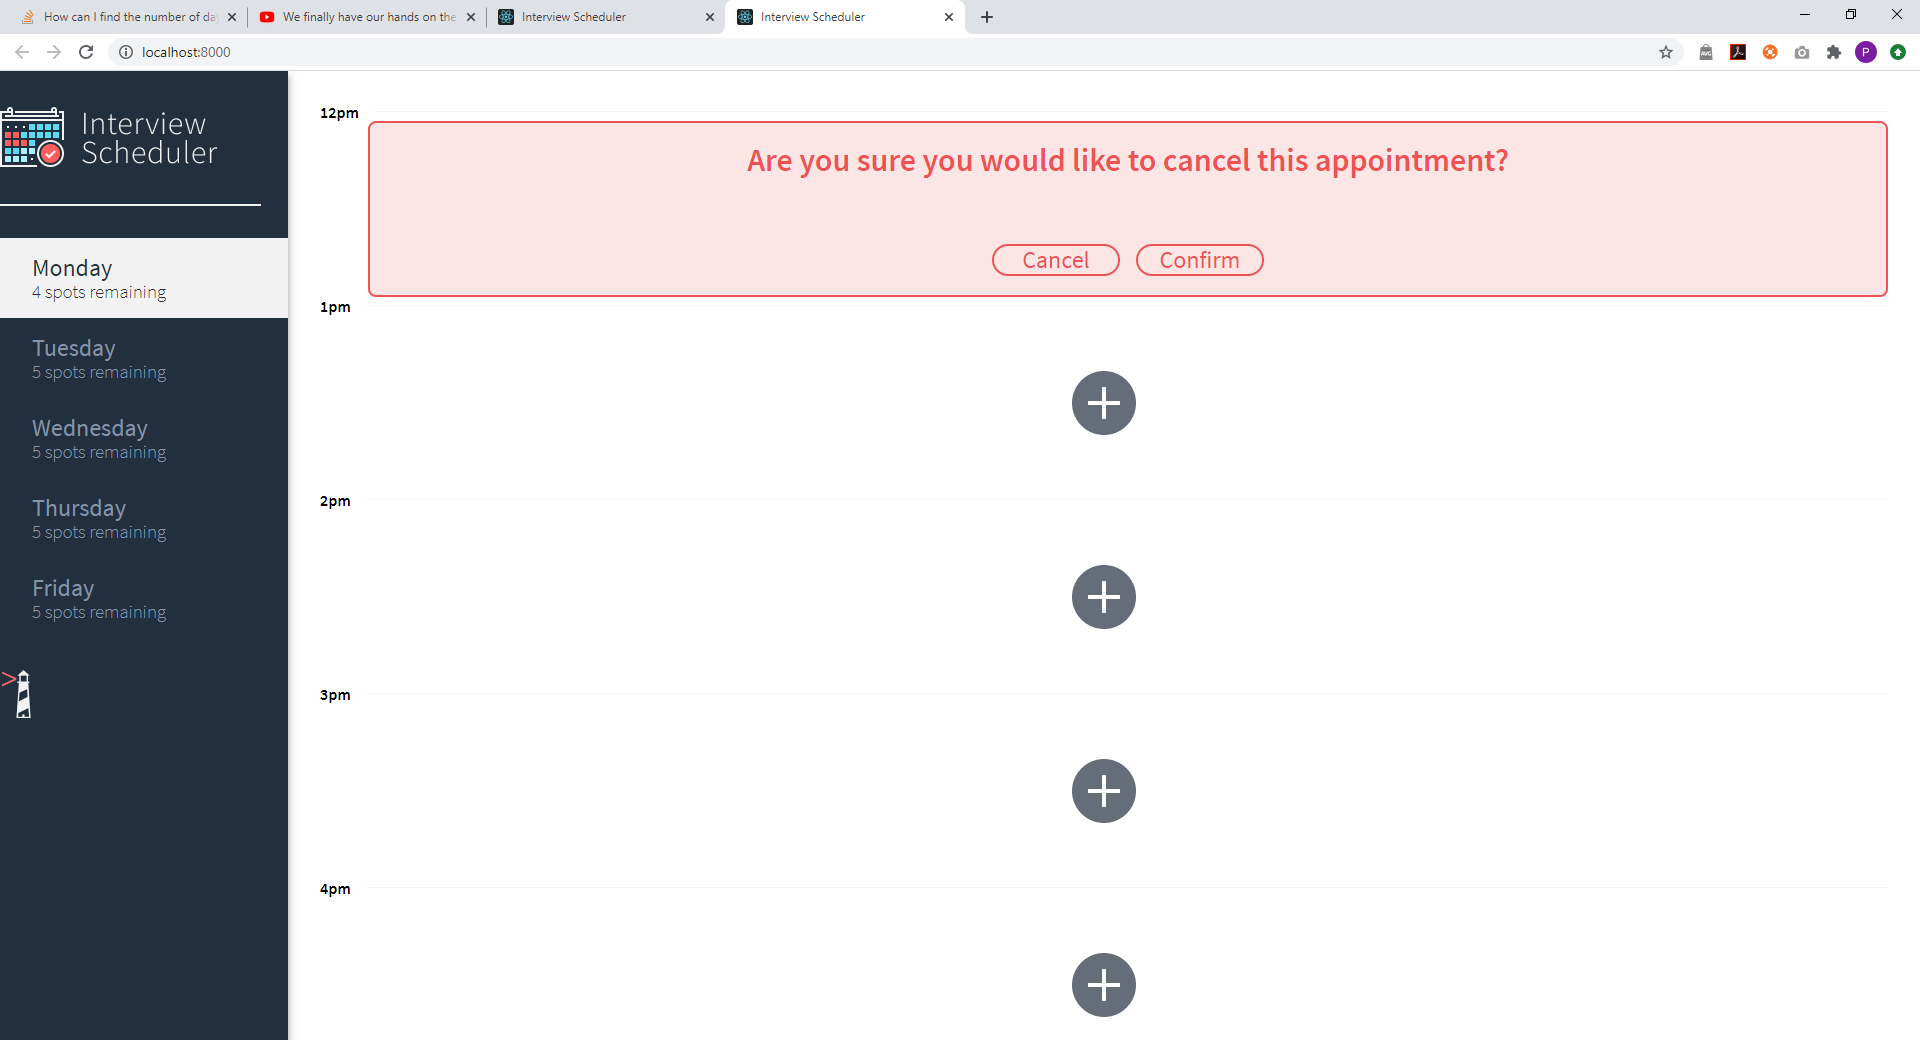 How can I find the number of da
We finally have our hands on the
Interview Scheduler
Interview Scheduler
localhost:8000
AVG
P
Interview
Scheduler
Monday
4 spots remaining
Tuesday
5 spots remaining
Wednesday
5 spots remaining
Thursday
5 spots remaining
Friday
5 spots remaining
12pm
Are you sure you would like to cancel this appointment?
Cancel Confirm
1pm
2pm
3pm
4pm